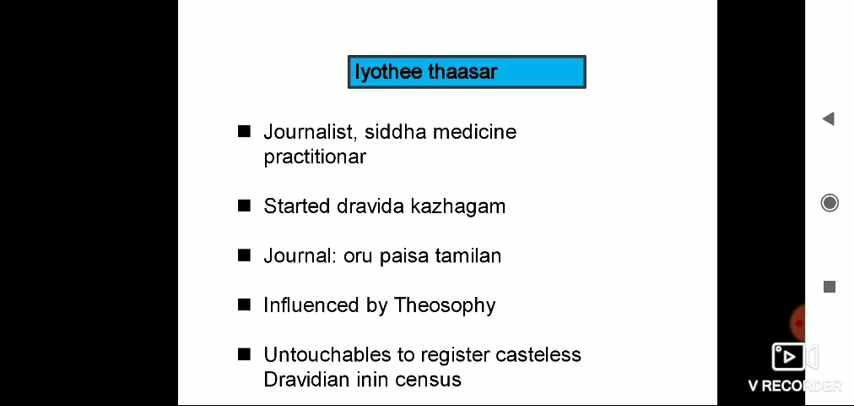 Iyothee thaasar
Journalist, siddha medicine
practitionar
Started dravida kazhagam
Journal: oru paisa tamilan
Influenced by Theosophy
Untouchables to register casteless
Dravidian inin census
V RECORDER